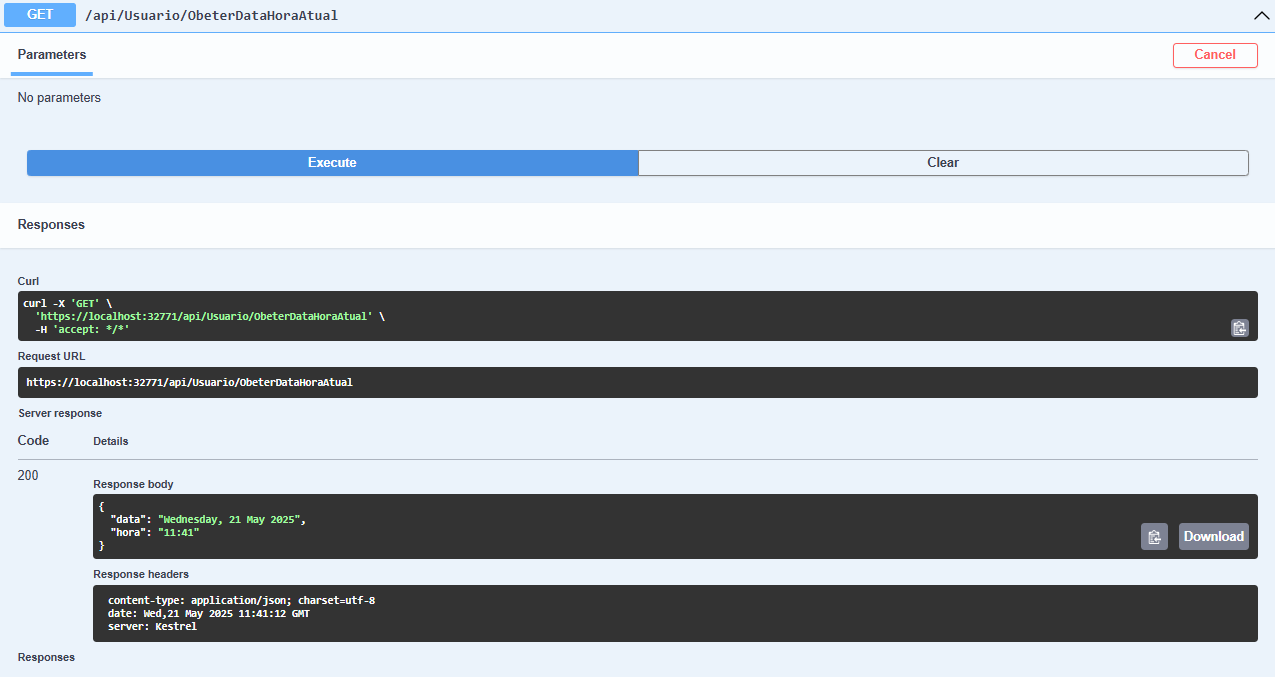 GET /api/Usuario/ObeterDataHoraAtual
Parameters
Cancel
No parameters
Execute
Clear
Responses
Curl
curl -X 'GET' \
'https://localhost:32771/api/Usuario/ObeterDataHoraAtual' \
-H 'accept: */*'
Request URL
https://localhost:32771/api/Usuario/ObeterDataHoraAtual
Server response
Code Details
200
Response body
{
"data": "Wednesday, 21 May 2025",
"hora": "11:41"
}
Download
Response headers
content-type: application/json; charset=utf-8
date: Wed,21 May 2025 11:41:12 GMT
server: Kestrel
Responses